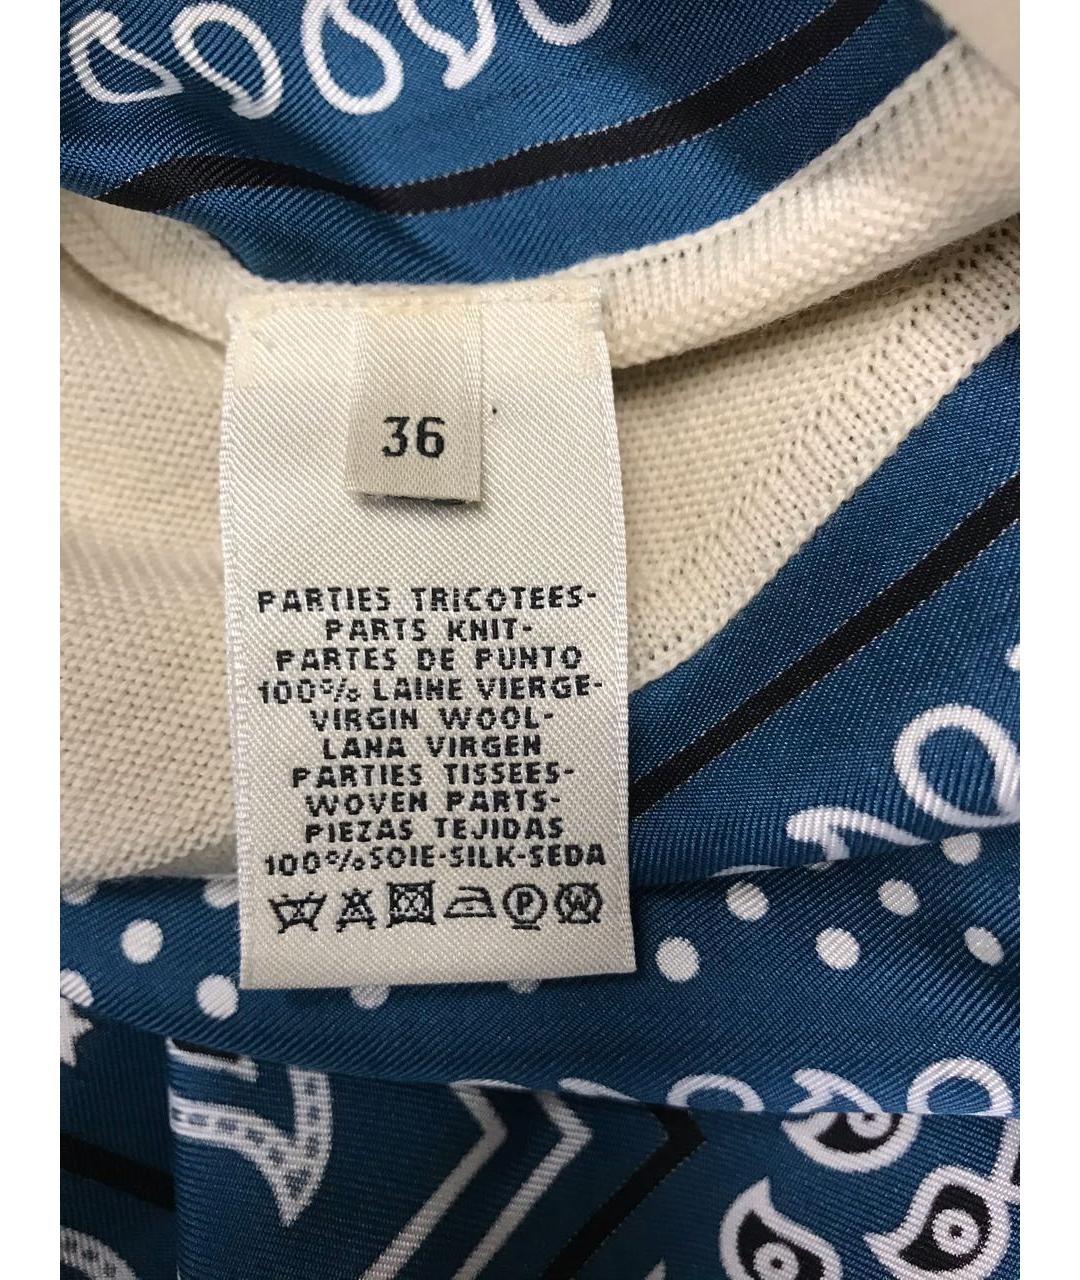 36
PARTIES TRICOTEES-
PARTS KNIT-
PARTES DE PUNTO
100% LAINE VIERGE-
VIRGIN WOOL-
LANA VIRGEN
PARTIES TISSEES-
WOVEN PARTS-
PIEZAS TEJIDAS
100% SOIE-SILK-SEDA
P W